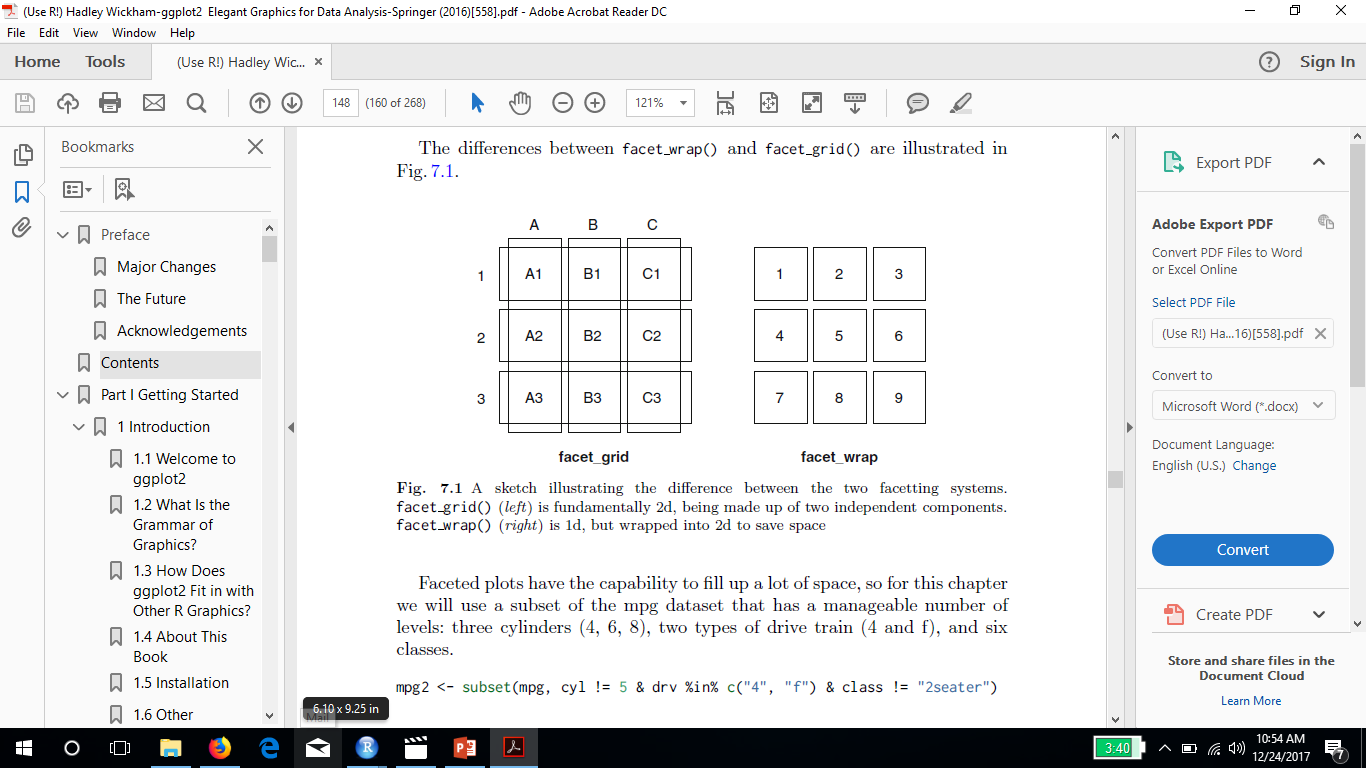 (Use R!) Hadley Wickham-ggplot2  Elegant Graphics for Data Analysis-Springer (2016)[558].pdf - Adobe Acrobat Reader DC
File Edit View Window Help
Home Tools (Use R!) Hadley Wic... × Sign In
148 (160 of 268) 121%
Bookmarks
Preface
Major Changes
The Future
Acknowledgements
Contents
Part I Getting Started
1 Introduction
1.1 Welcome to
ggplot2
1.2 What Is the
Grammar of
Graphics?
1.3 How Does
ggplot2 Fit in with
Other R Graphics?
1.4 About This
Book
1.5 Installation
1.6 Other
The differences between facet_wrap() and facet_grid() are illustrated in
Fig. 7.1.
A B C
1 A1 B1 C1
2 A2 B2 C2
3 A3 B3 C3
facet_grid
1 2 3
4 5 6
7 8 9
facet_wrap
Fig. 7.1 A sketch illustrating the difference between the two facetting systems.
facet_grid() (left) is fundamentally 2d, being made up of two independent components.
facet_wrap() (right) is 1d, but wrapped into 2d to save space
Faceted plots have the capability to fill up a lot of space, so for this chapter
we will use a subset of the mpg dataset that has a manageable number of
levels: three cylinders (4, 6, 8), two types of drive train (4 and f), and six
classes.
mpg2 <- subset(mpg, cyl != 5 & drv %in% c("4", "f") & class != "2seater")
6.10 x 9.25 in
Mail
Export PDF
Adobe Export PDF
Convert PDF Files to Word
or Excel Online
Select PDF File
(Use R!) Ha...16)[558].pdf
Convert to
Microsoft Word (*.docx)
Document Language:
English (U.S.) Change
Convert
Create PDF
Store and share files in the
Document Cloud
Learn More
3:40
10:54 AM
12/24/2017
7